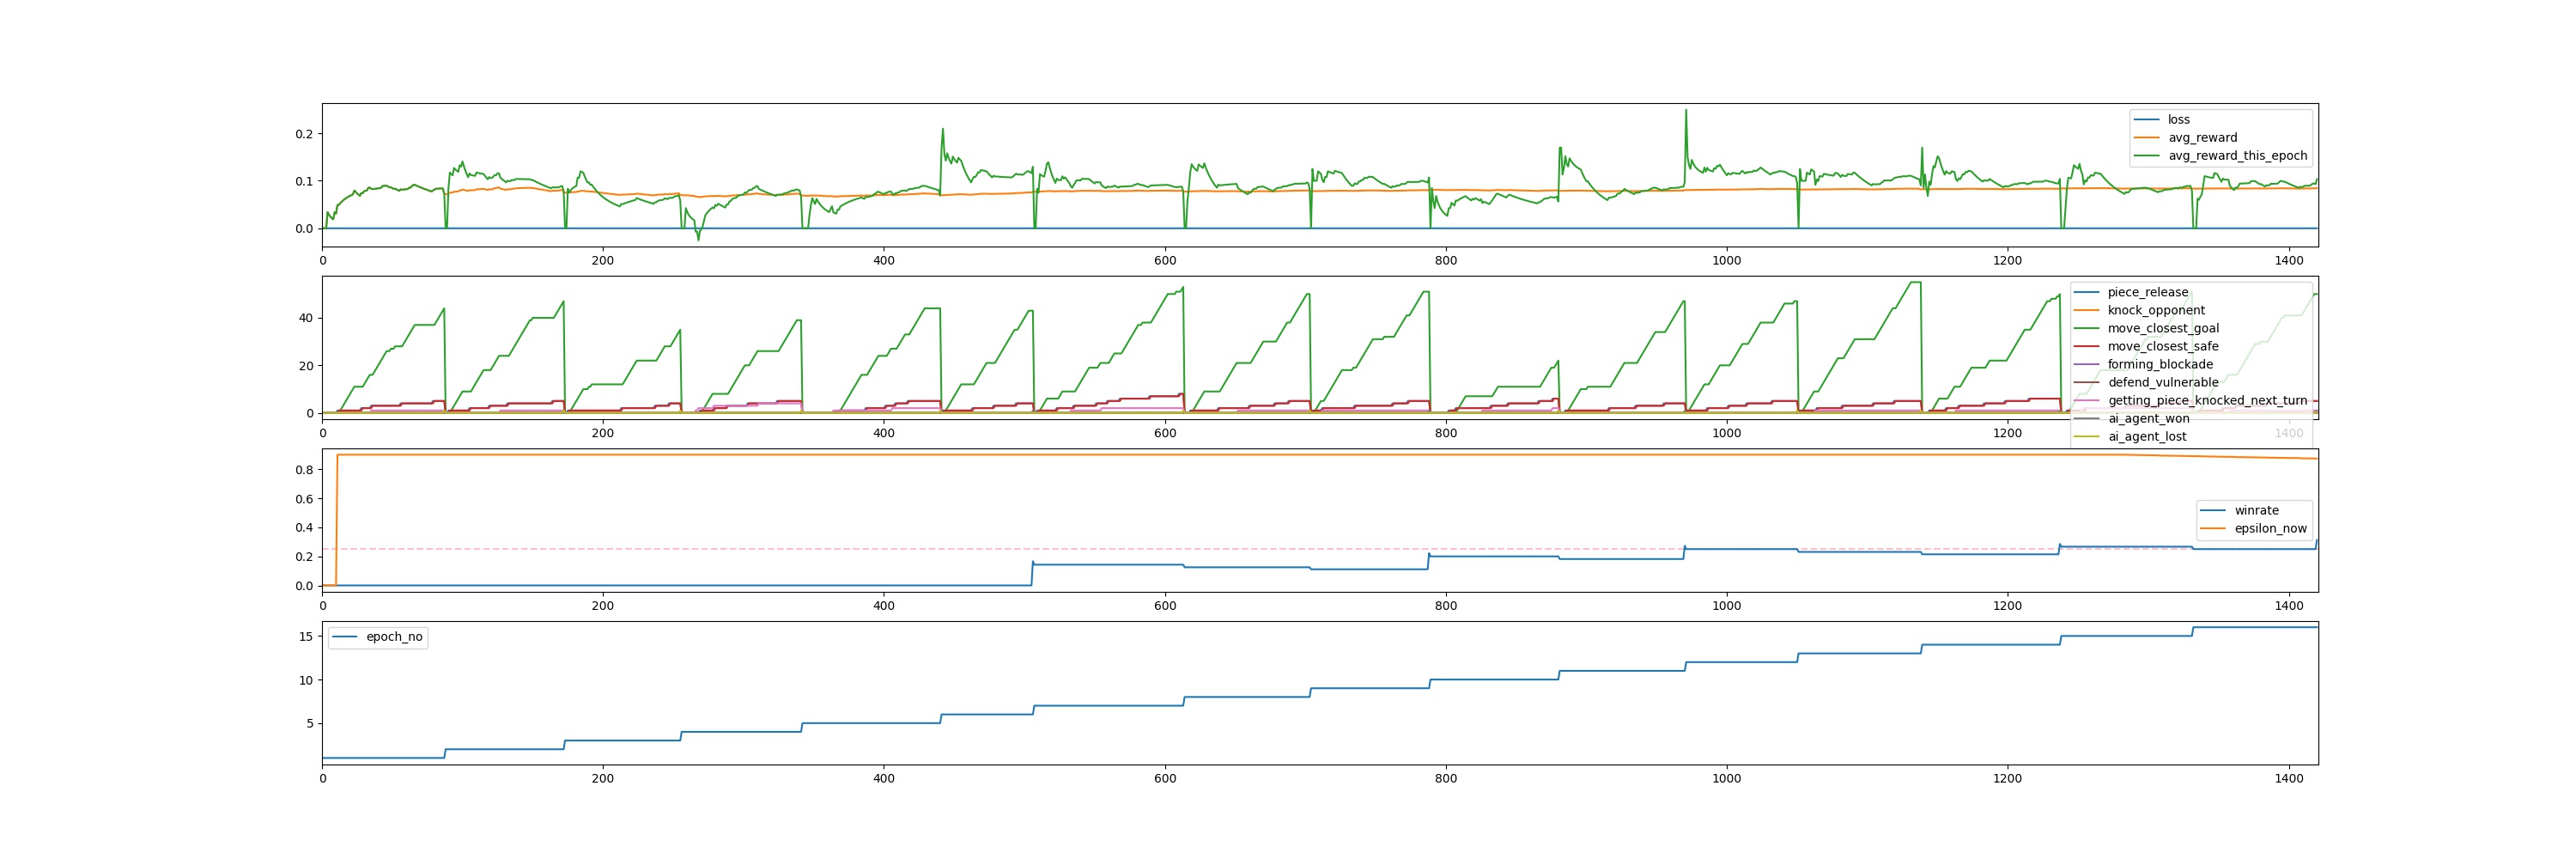 0.2
0.1
0.0
loss
avg_reward
avg_reward_this_epoch
0 200 400 600 800 1000 1200 1400
40
20
0
piece_release
knock_opponent
move_closest_goal
move_closest_safe
forming_blockade
defend_vulnerable
getting_piece_knocked_next_turn
ai_agent_won
ai_agent_lost
0 200 400 600 800 1000 1200 1400
0.8
0.6
0.4
0.2
0.0
winrate
epsilon_now
0 200 400 600 800 1000 1200 1400
15
10
5
epoch_no
0 200 400 600 800 1000 1200 1400